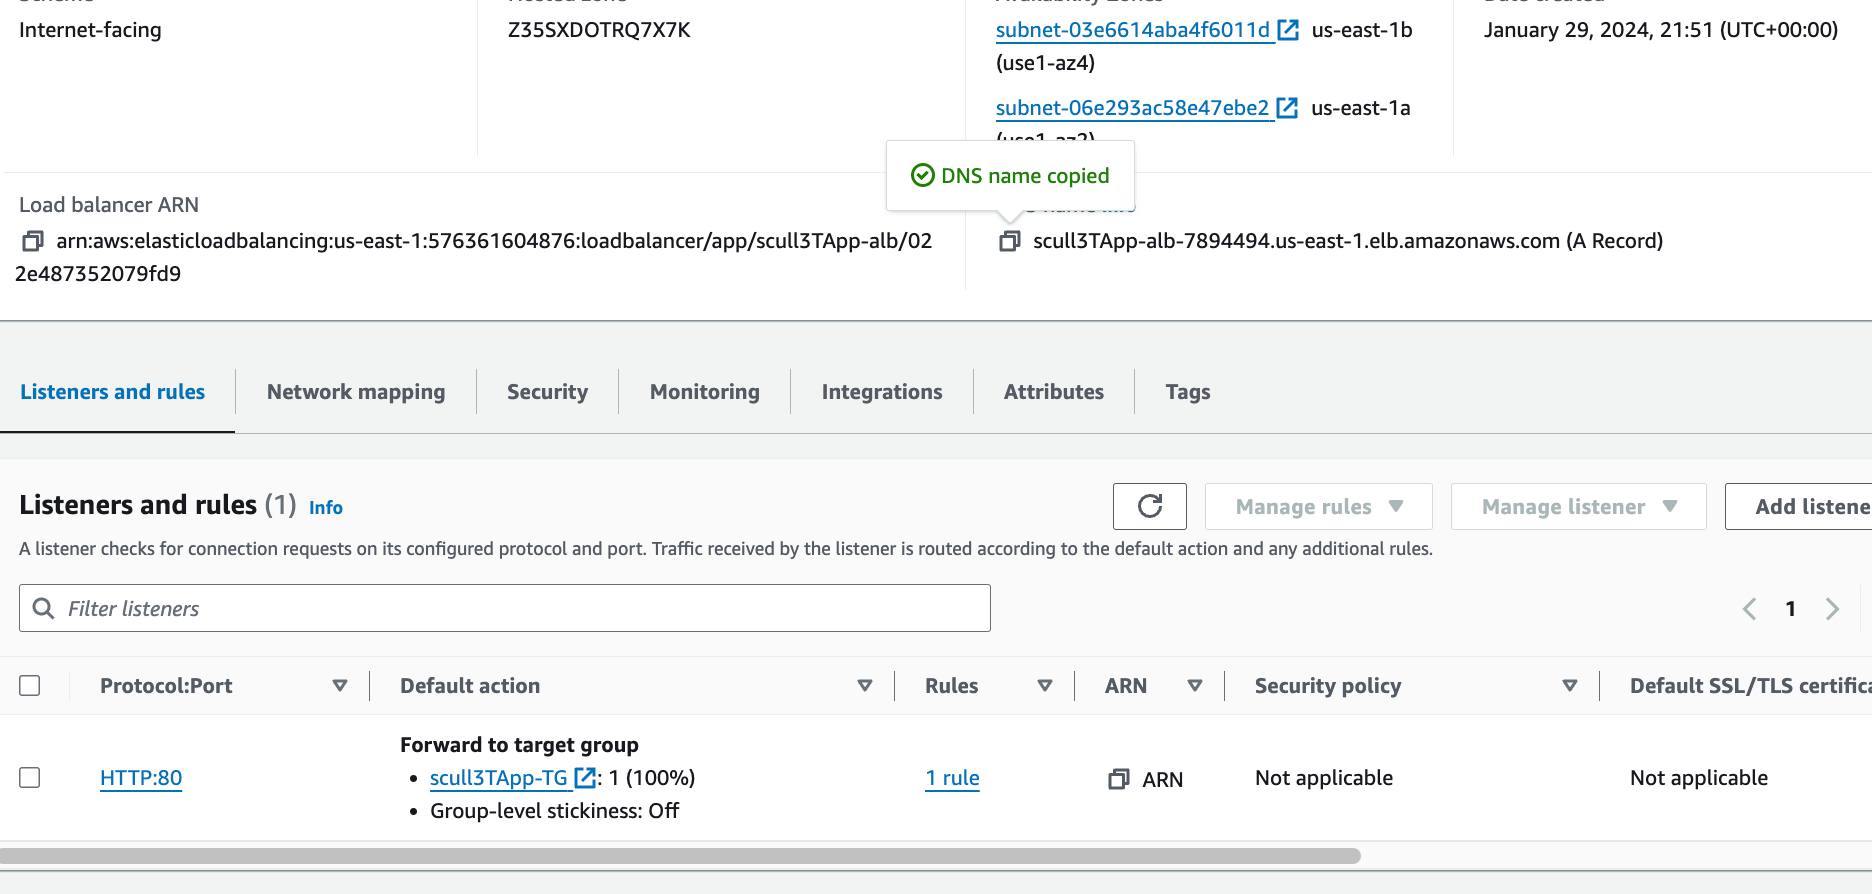 Internet-facing
Z35SXDOTRQ7X7K
subnet-03e6614aba4f6011d us-east-1b
(use1-az4)
subnet-06e293ac58e47ebe2 us-east-1a
(use1-az2)
January 29, 2024, 21:51 (UTC+00:00)
DNS name copied
Load balancer ARN
arn:aws:elasticloadbalancing:us-east-1:576361604876:loadbalancer/app/scull3TApp-alb/02
2e487352079fd9
scull3TApp-alb-7894494.us-east-1.elb.amazonaws.com (A Record)
Listeners and rules
Network mapping
Security
Monitoring
Integrations
Attributes
Tags
Listeners and rules (1) Info
Manage rules
Manage listener
Add listene
A listener checks for connection requests on its configured protocol and port. Traffic received by the listener is routed according to the default action and any additional rules.
Filter listeners
1
Protocol:Port
Default action
Rules
ARN
Security policy
Default SSL/TLS certifica
HTTP:80
Forward to target group
• scull3TApp-TG : 1 (100%)
• Group-level stickiness: Off
1 rule
ARN
Not applicable
Not applicable